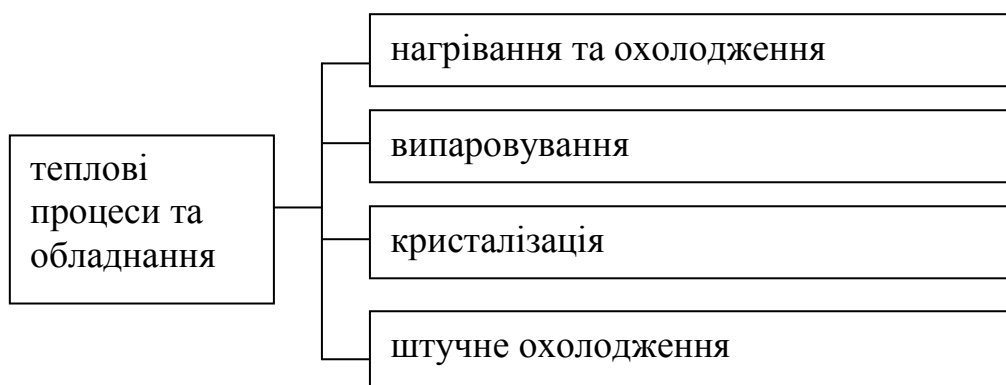 теплові
процеси та
обладнання
нагрівання та охолодження
випаровування
кристалізація
штучне охолодження